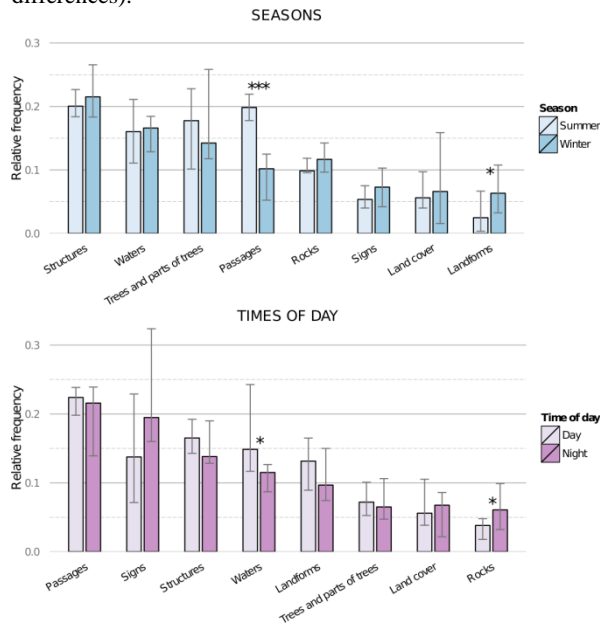 differences).
SEASONS
0.3
0.2
0.1
0.0
Relative frequency
***
*
Structures
Waters
Trees and parts of trees
Passages
Rocks
Signs
Land cover
Landforms
Season
Summer
Winter
TIMES OF DAY
0.3
0.2
0.1
0.0
Relative frequency
*
*
Passages
Signs
Structures
Waters
Landforms
Trees and parts of trees
Land cover
Rocks
Time of day
Day
Night